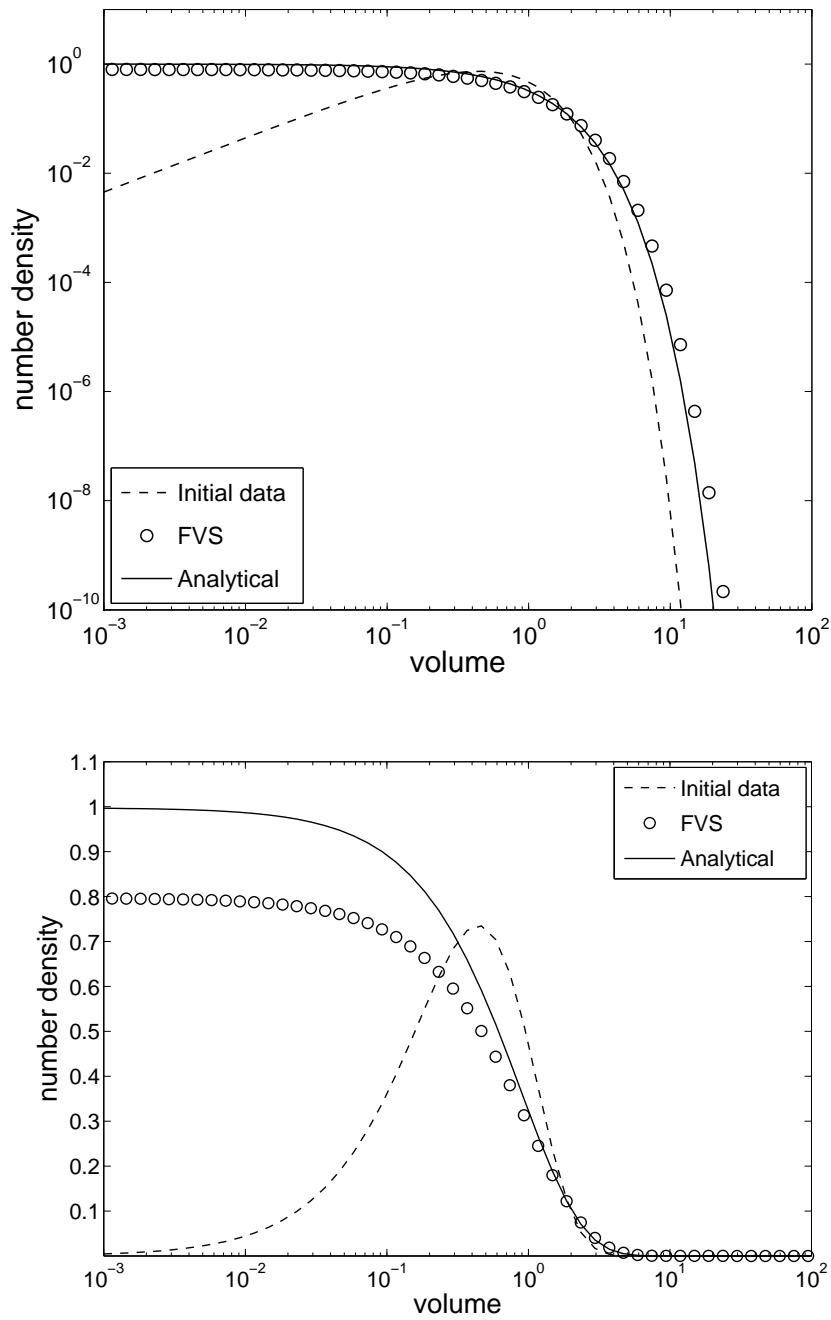 10^0
10^−2
10^−4
10^−6
10^−8
10^−10
number density
Initial data
FVS
Analytical
10^−3 10^−2 10^−1 10^0 10^1 10^2
volume
1.1
1
0.9
0.8
0.7
0.6
0.5
0.4
0.3
0.2
0.1
number density
Initial data
FVS
Analytical
10^−3 10^−2 10^−1 10^0 10^1 10^2
volume